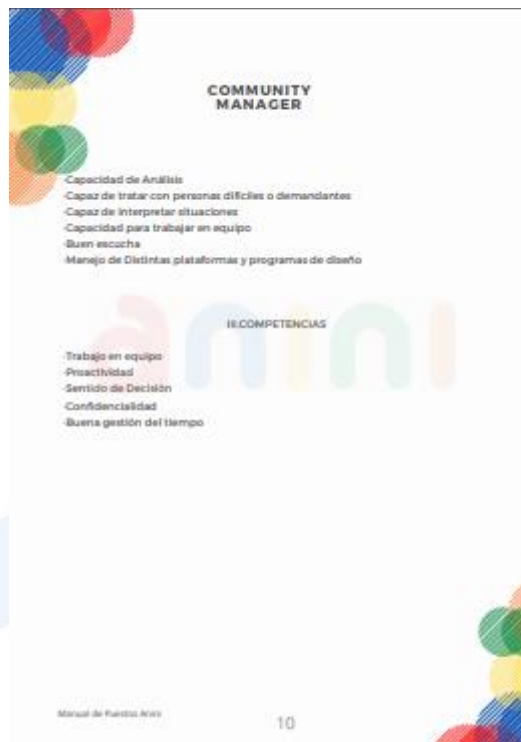 COMMUNITY
MANAGER
-Capacidad de Análisis
-Capaz de tratar con personas difíciles o demandantes
-Capaz de interpretar situaciones
-Capacidad para trabajar en equipo
-Buen escucha
-Manejo de Distintas plataformas y programas de diseño
anini
III.COMPETENCIAS
-Trabajo en equipo
-Proactividad
-Sentido de Decisión
-Confidencialidad
-Buena gestión del tiempo
Manual de Puestos Anini
10